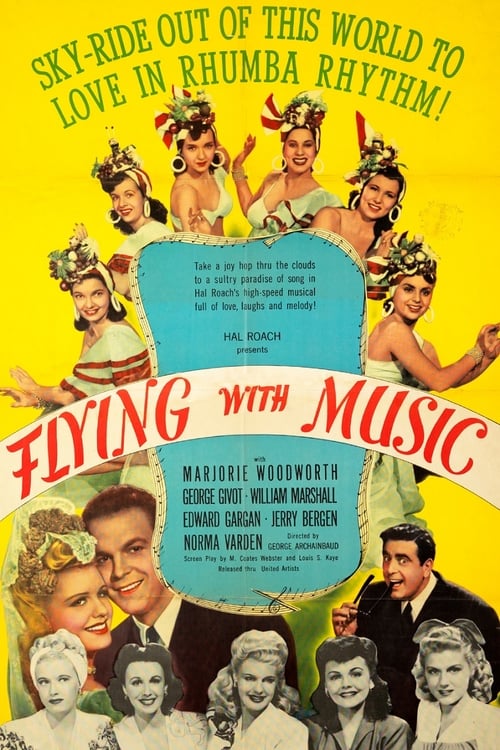 SKY-RIDE OUT OF THIS WORLD TO
LOVE IN RHUMBA RHYTHM!
Take a joy hop thru the clouds
to a sultry paradise of song in
Hal Roach's high-speed musical
full of love, laughs and melody!
HAL ROACH
presents
FLYING WITH MUSIC
with
MARJORIE WOODWORTH
GEORGE GIVOT · WILLIAM MARSHALL
EDWARD GARGAN · JERRY BERGEN
NORMA VARDEN Directed by
GEORGE ARCHAINBAUD
Screen Play by M. Coates Webster and Louis S. Kaye
Released thru United Artists